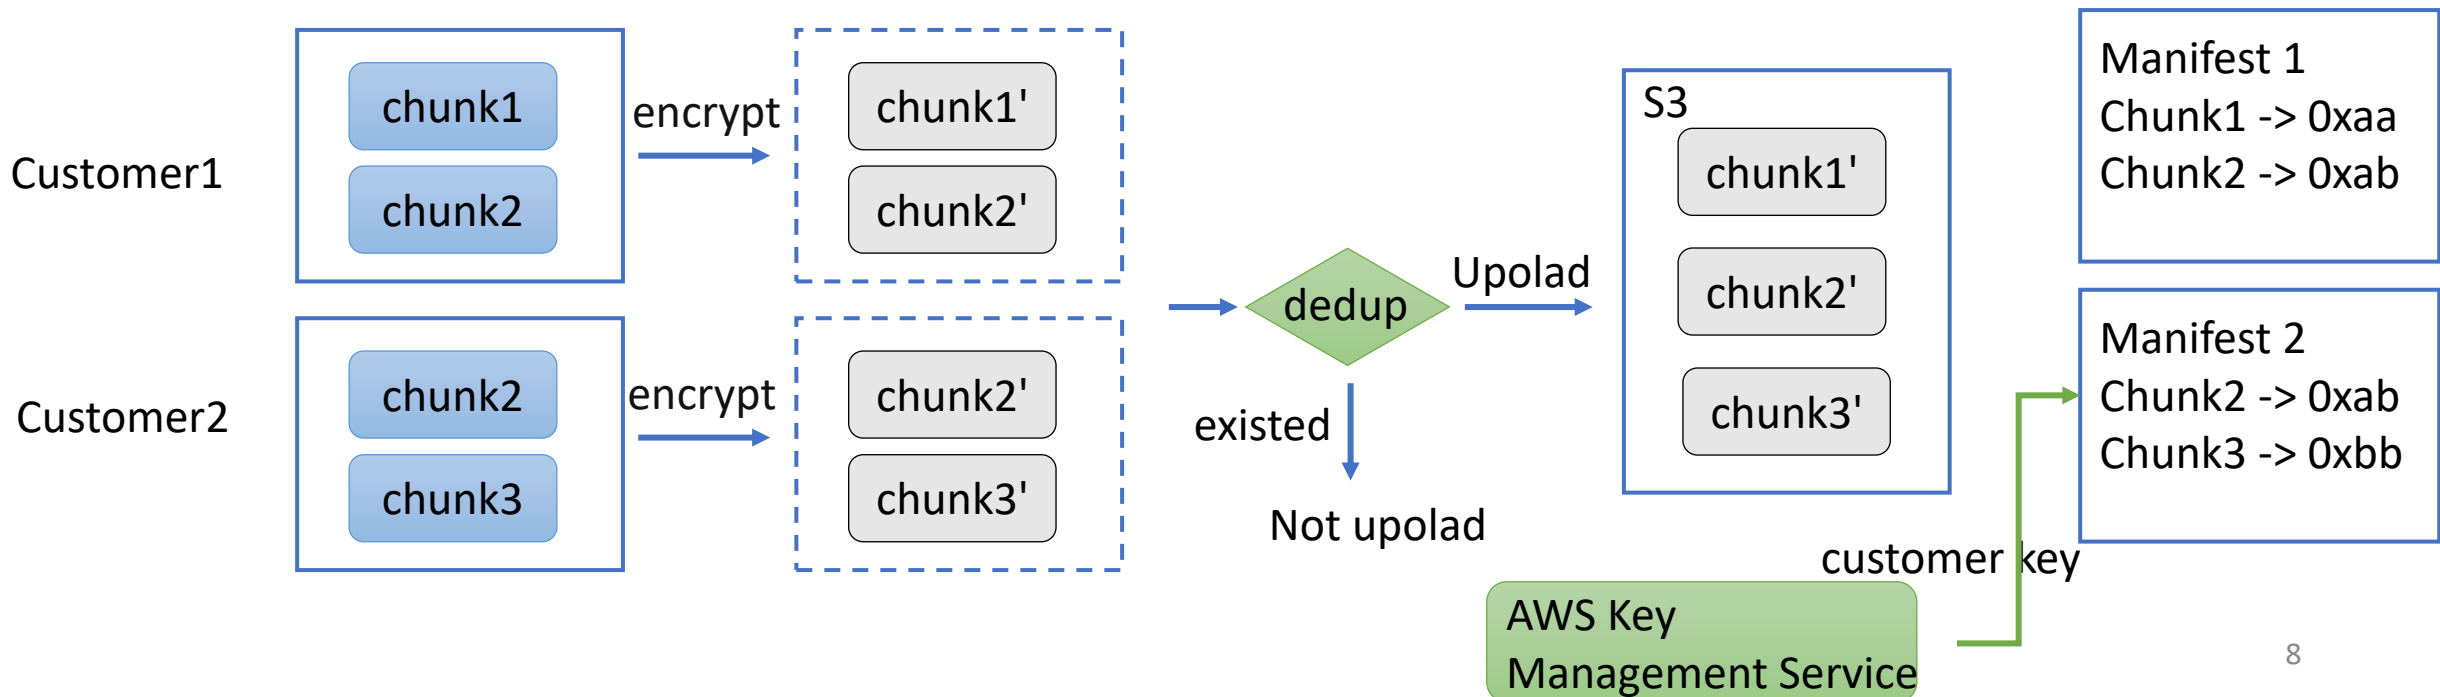 Customer1
chunk1
chunk2
encrypt
chunk1'
chunk2'
Customer2
chunk2
chunk3
encrypt
chunk2'
chunk3'
dedup
Upolad
existed
Not upolad
S3
chunk1'
chunk2'
chunk3'
Manifest 1
Chunk1 -> 0xaa
Chunk2 -> 0xab
Manifest 2
Chunk2 -> 0xab
Chunk3 -> 0xbb
customer key
AWS Key
Management Service
8